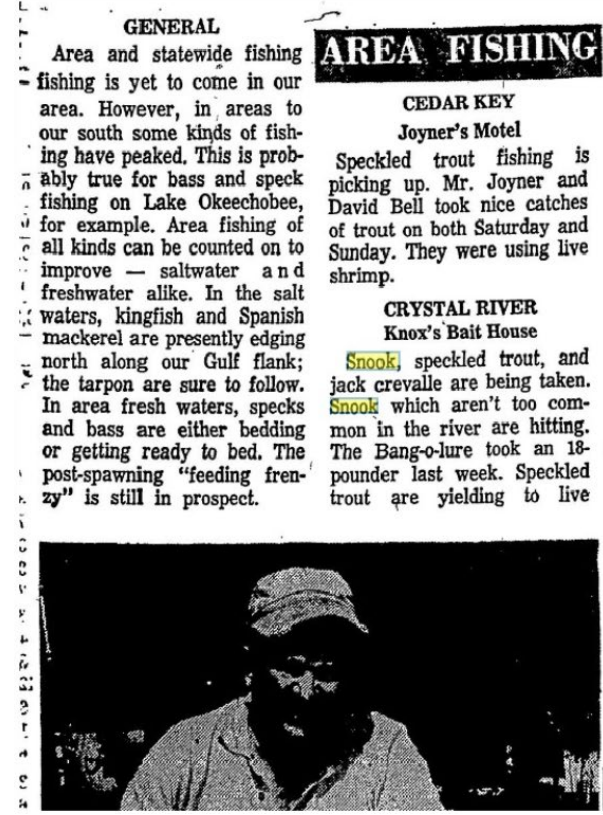 GENERAL
Area and statewide fishing
fishing is yet to come in our
area. However, in areas to
our south some kinds of fish-
ing have peaked. This is prob-
ably true for bass and speck
fishing on Lake Okeechobee,
for example. Area fishing of
all kinds can be counted on to
improve — saltwater and
freshwater alike. In the salt
waters, kingfish and Spanish
mackerel are presently edging
north along our Gulf flank;
the tarpon are sure to follow.
In area fresh waters, specks
and bass are either bedding
or getting ready to bed. The
post-spawning "feeding fren-
zy" is still in prospect.
AREA FISHING
CEDAR KEY
Joyner's Motel
Speckled trout fishing is
picking up. Mr. Joyner and
David Bell took nice catches
of trout on both Saturday and
Sunday. They were using live
shrimp.
CRYSTAL RIVER
Knox's Bait House
Snook, speckled trout, and
jack crevalle are being taken.
Snook which aren't too com-
mon in the river are hitting.
The Bang-o-lure took an 18-
pounder last week. Speckled
trout are yielding to live